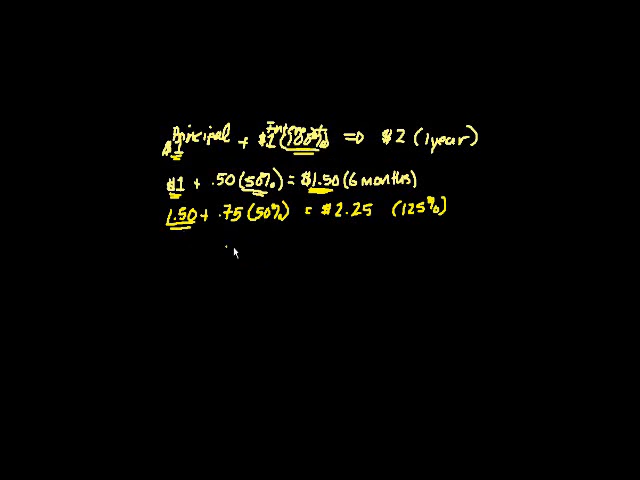 Principal Interest
$1 + $1 (100%) => $2 (1 year)
$1 + .50 (50%) = $1.50 (6 months)
1.50 + .75 (50%) = $2.25 (125%)